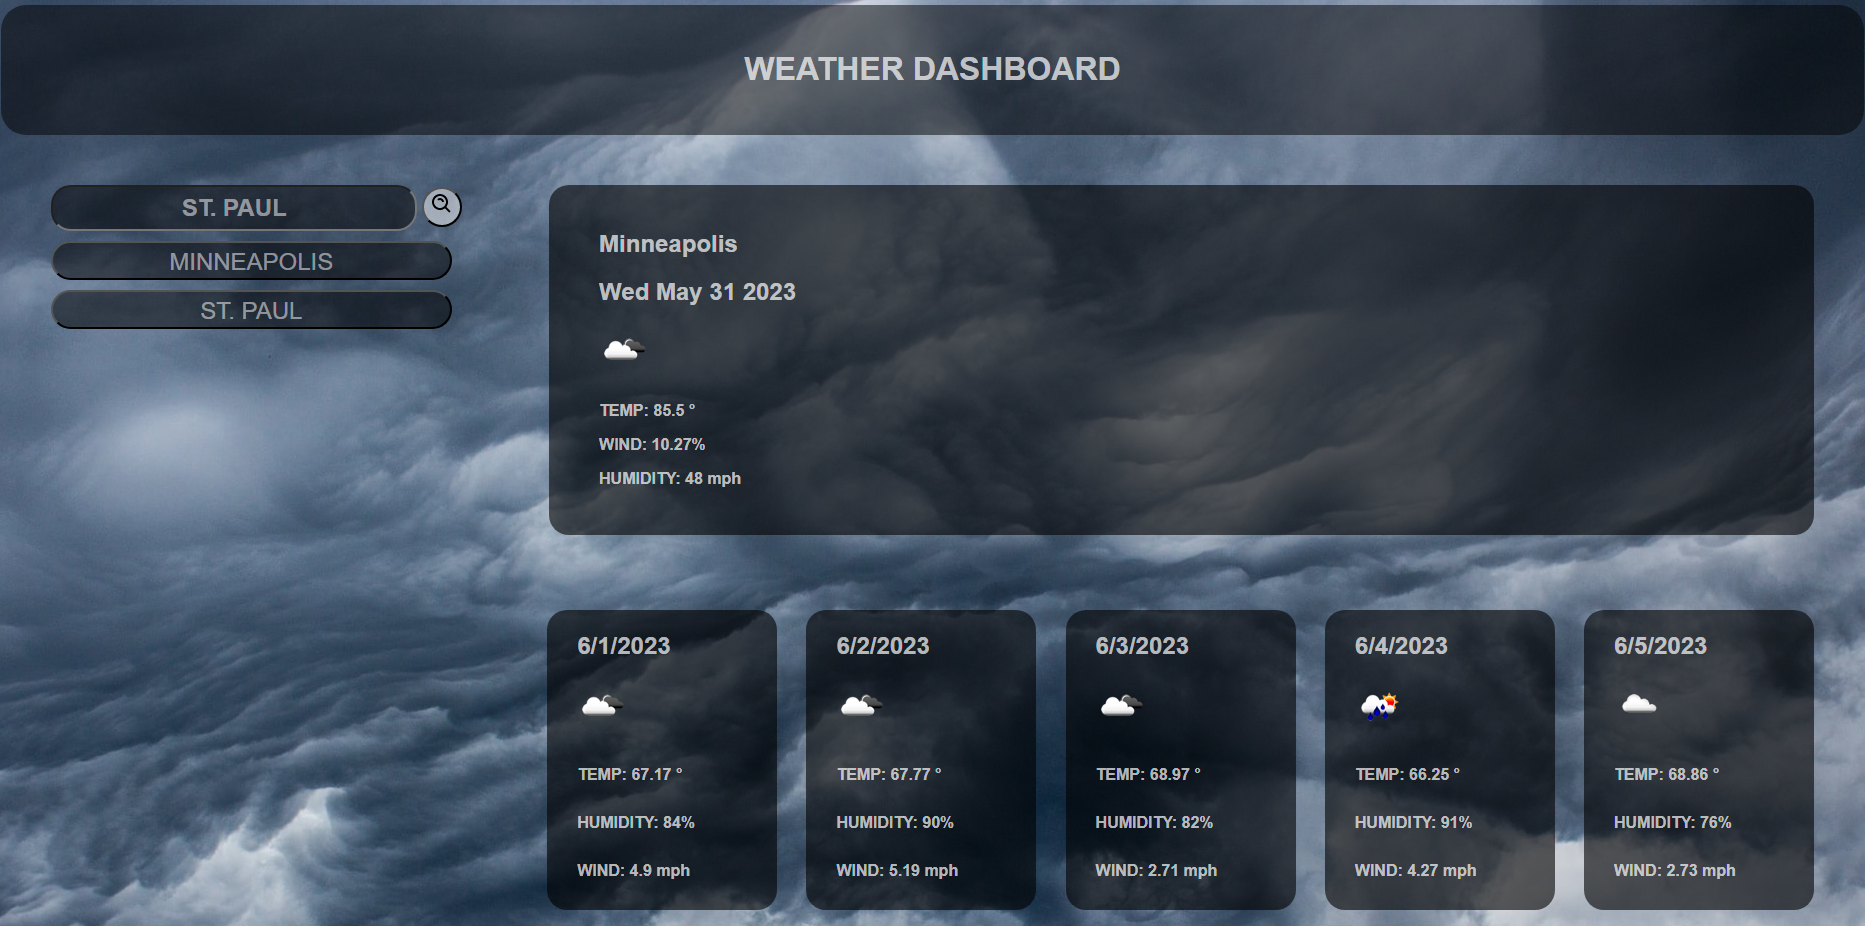 WEATHER DASHBOARD
ST. PAUL
MINNEAPOLIS
ST. PAUL
Minneapolis
Wed May 31 2023
TEMP: 85.5 °
WIND: 10.27%
HUMIDITY: 48 mph
6/1/2023
TEMP: 67.17 °
HUMIDITY: 84%
WIND: 4.9 mph
6/2/2023
TEMP: 67.77 °
HUMIDITY: 90%
WIND: 5.19 mph
6/3/2023
TEMP: 68.97 °
HUMIDITY: 82%
WIND: 2.71 mph
6/4/2023
TEMP: 66.25 °
HUMIDITY: 91%
WIND: 4.27 mph
6/5/2023
TEMP: 68.86 °
HUMIDITY: 76%
WIND: 2.73 mph